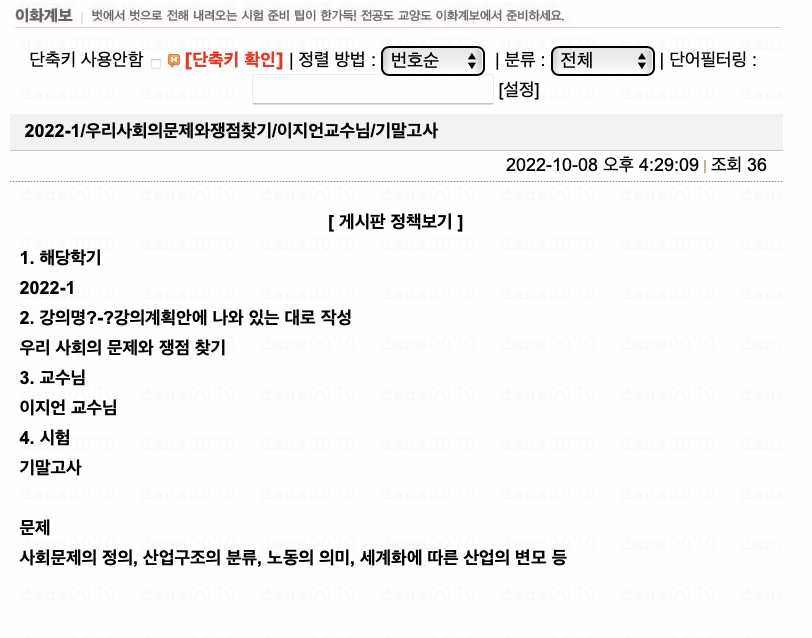 이화계보 | 벗에서 벗으로 전해 내려오는 시험 준비 팁이 한가득! 전공도 교양도 이화계보에서 준비하세요.
단축키 사용안함 N [단축키 확인] | 정렬 방법 : 번호순 | 분류 : 전체 | 단어필터링 :
[설정]
2022-1/우리사회의문제와쟁점찾기/이지언교수님/기말고사
2022-10-08 오후 4:29:09 | 조회 36
[ 게시판 정책보기 ]
1. 해당학기
2022-1
2. 강의명?-?강의계획안에 나와 있는 대로 작성
우리 사회의 문제와 쟁점 찾기
3. 교수님
이지언 교수님
4. 시험
기말고사
문제
사회문제의 정의, 산업구조의 분류, 노동의 의미, 세계화에 따른 산업의 변모 등
dana0070